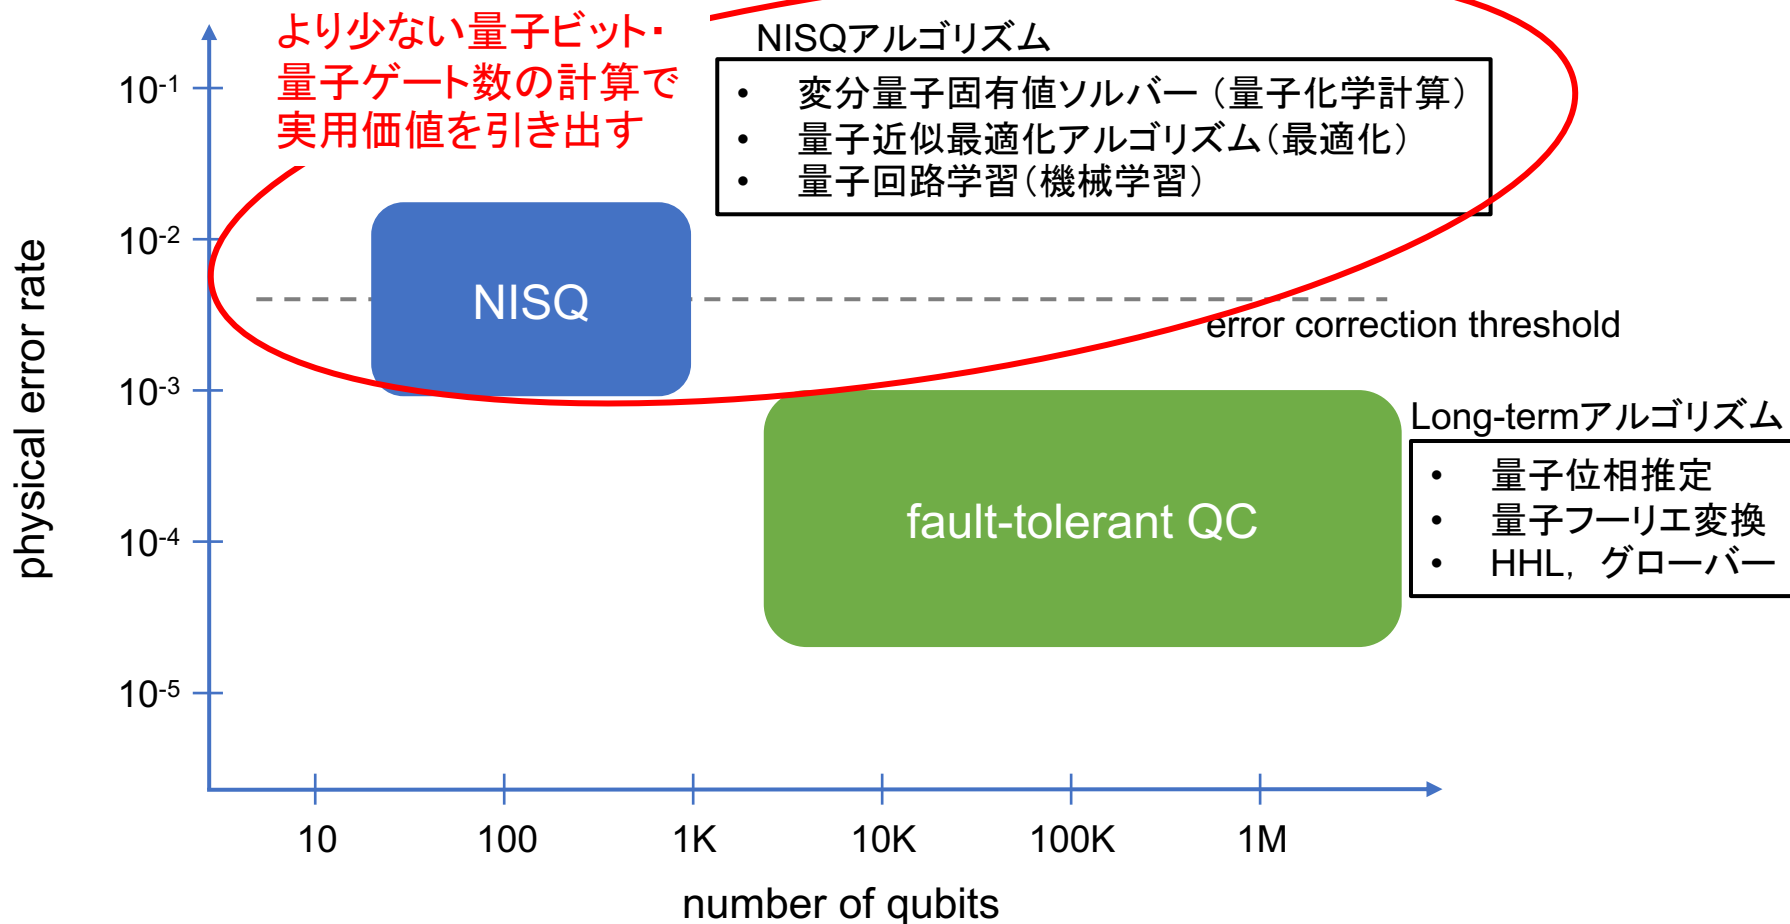 より少ない量子ビット・
量子ゲート数の計算で
実用価値を引き出す
NISQアルゴリズム
• 変分量子固有値ソルバー（量子化学計算）
• 量子近似最適化アルゴリズム（最適化）
• 量子回路学習（機械学習）
physical error rate
10-1
10-2
10-3
10-4
10-5
NISQ
error correction threshold
fault-tolerant QC
Long-termアルゴリズム
• 量子位相推定
• 量子フーリエ変換
• HHL，グローバー
10 100 1K 10K 100K 1M
number of qubits